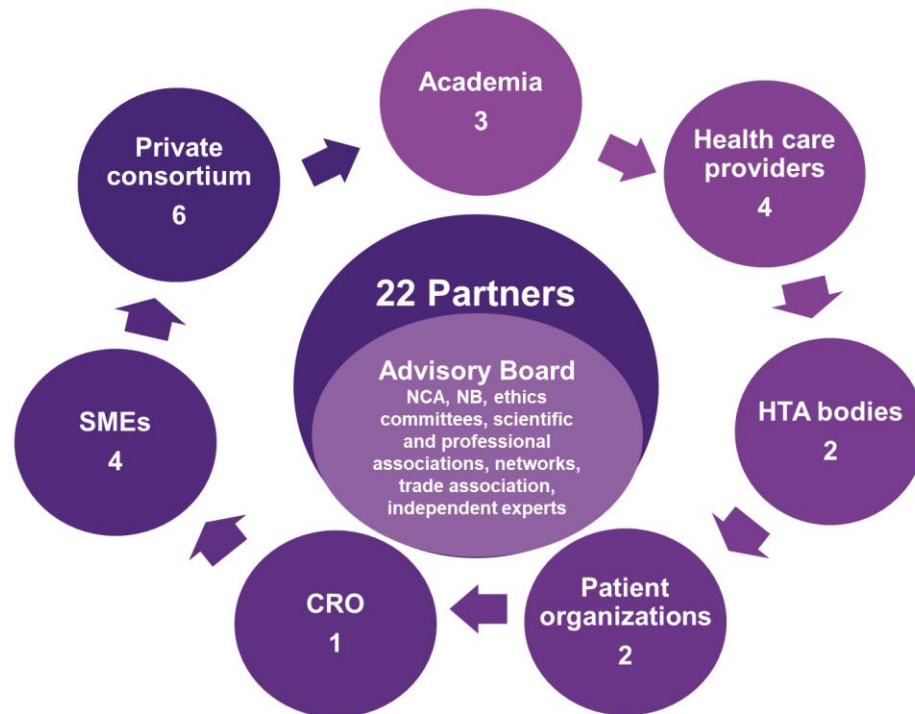 Academia
3
Health care
providers
4
HTA bodies
2
Patient
organizations
2
CRO
1
SMEs
4
Private
consortium
6
22 Partners
Advisory Board
NCA, NB, ethics
committees, scientific
and professional
associations, networks,
trade association,
independent experts